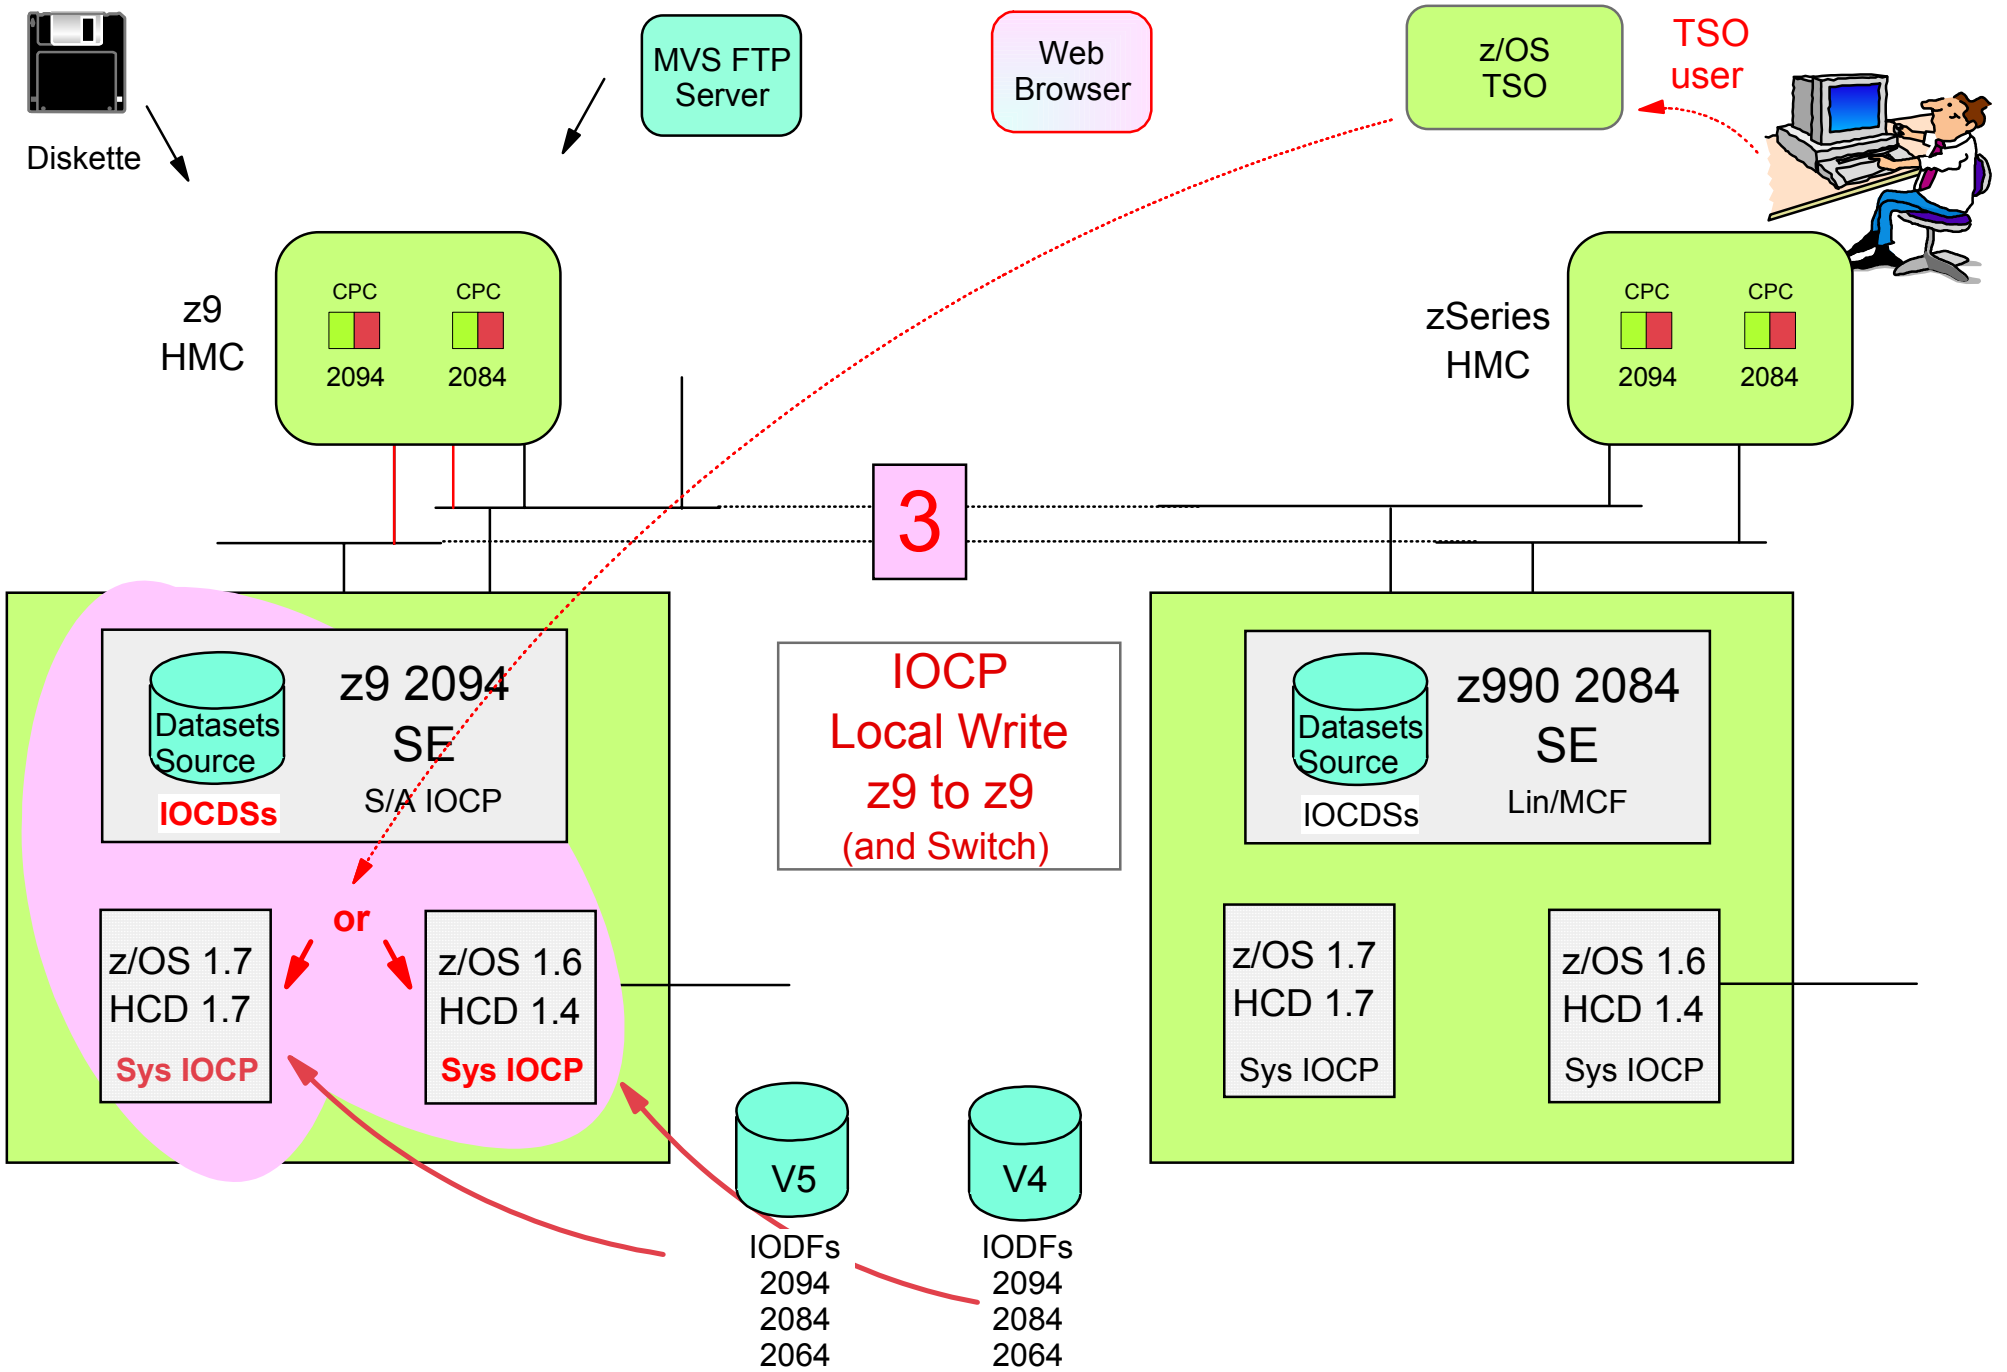 Diskette
MVS FTP
Server
Web
Browser
z/OS
TSO
TSO
user
z9
HMC
CPC
2094
CPC
2084
zSeries
HMC
CPC
2094
CPC
2084
3
Datasets
Source
IOCDSs
z9 2094
SE
S/A IOCP
IOCP
Local Write
z9 to z9
(and Switch)
Datasets
Source
IOCDSs
z990 2084
SE
Lin/MCF
or
z/OS 1.7
HCD 1.7
Sys IOCP
z/OS 1.6
HCD 1.4
Sys IOCP
z/OS 1.7
HCD 1.7
Sys IOCP
z/OS 1.6
HCD 1.4
Sys IOCP
V5
IODFs
2094
2084
2064
V4
IODFs
2094
2084
2064